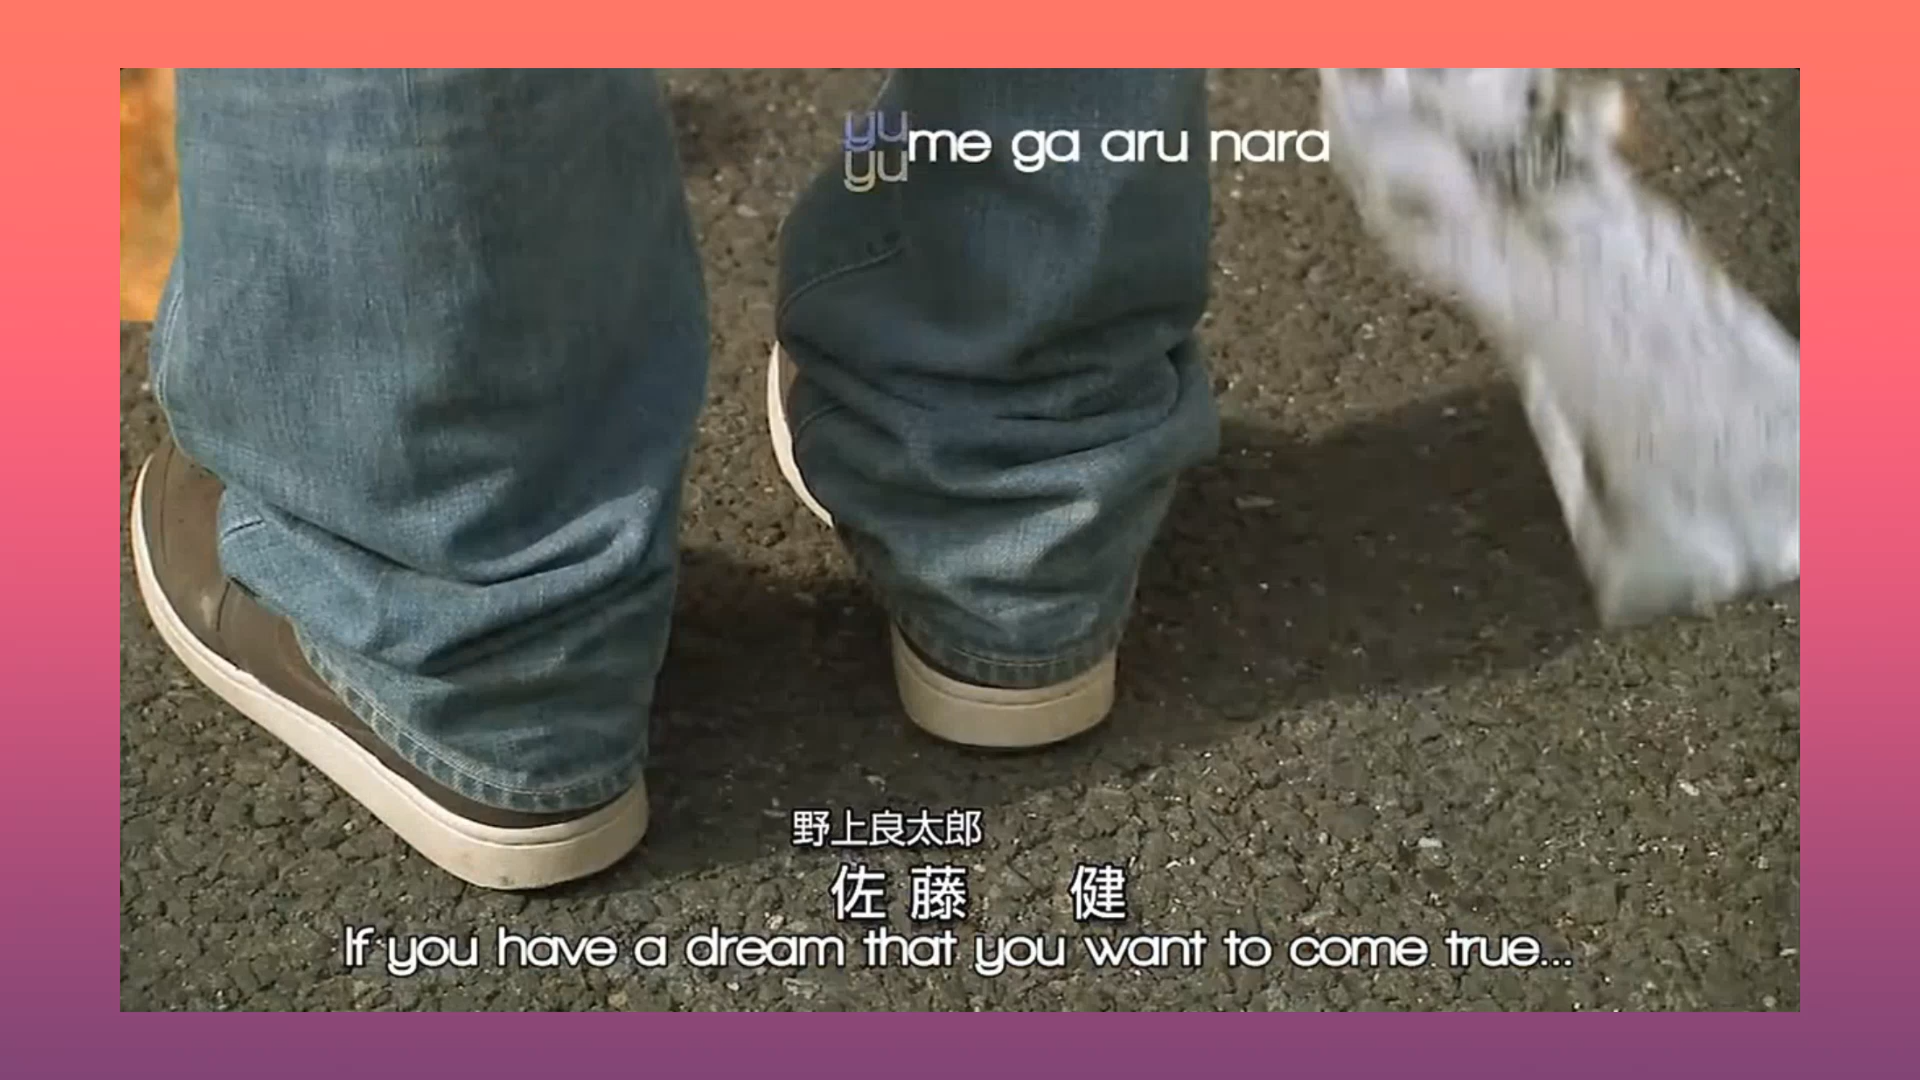 yume ga aru nara
野上良太郎
佐藤 健
If you have a dream that you want to come true...